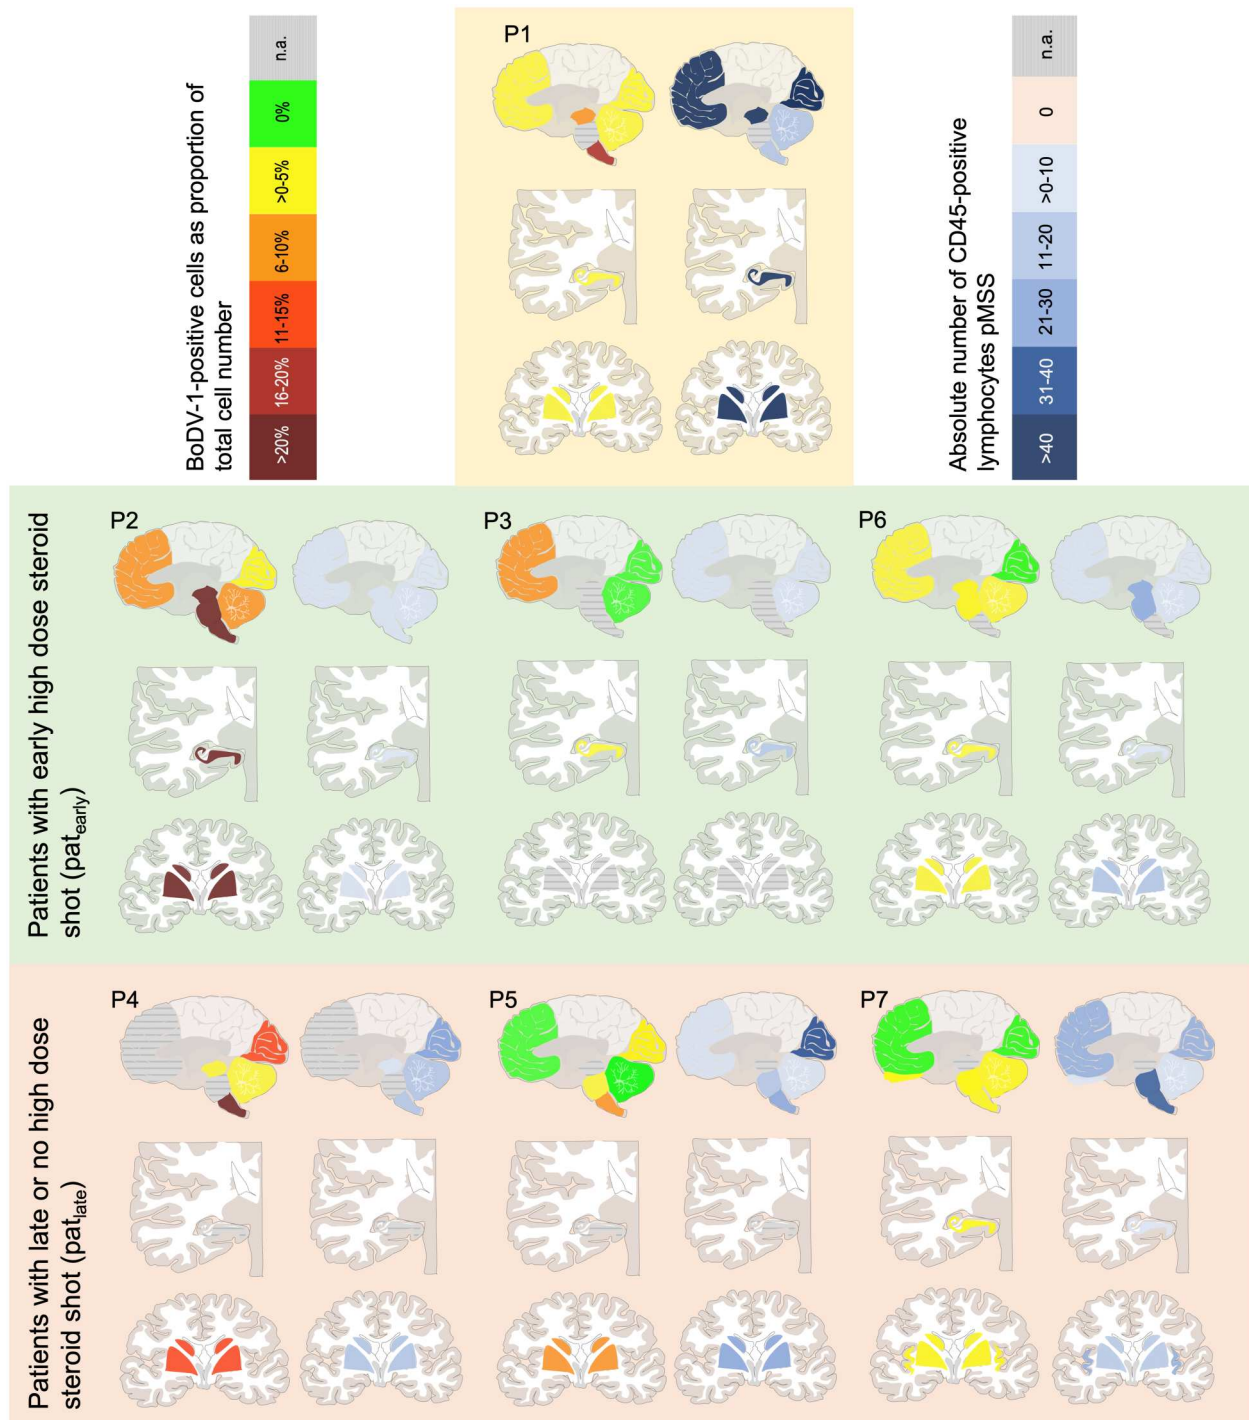 BoDV-1-positive cells as proportion of
total cell number
>20%
16-20%
11-15%
6-10%
>0-5%
0%
n.a.
P1
Absolute number of CD45-positive
lymphocytes pMSS
>40
31-40
21-30
11-20
>0-10
0
n.a.
Patients with early high dose steroid
shot (pat_early)
P2
P3
P6
Patients with late or no high dose
steroid shot (pat_late)
P4
P5
P7